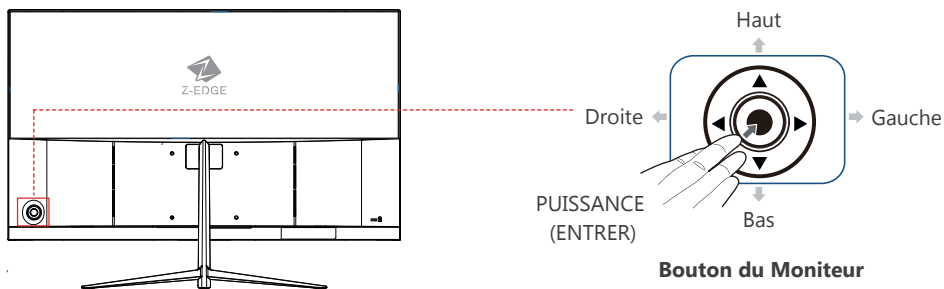 Z-EDGE
Haut
Droite
Gauche
PUISSANCE
(ENTRER)
Bas
Bouton du Moniteur